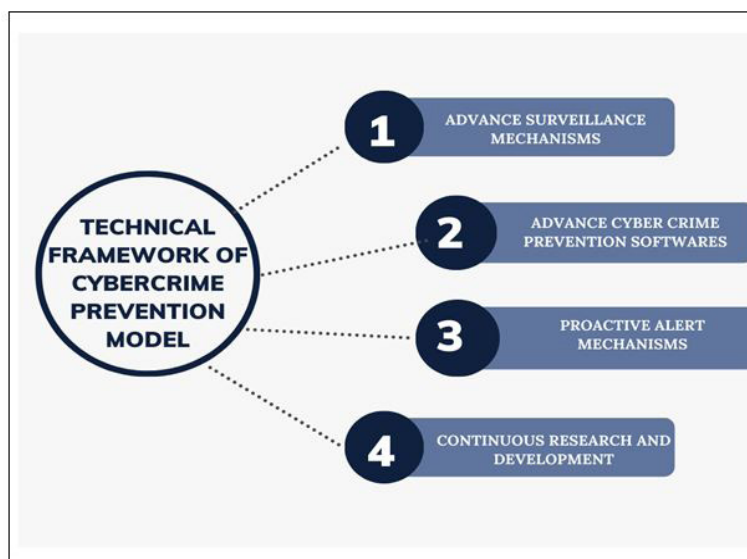 TECHNICAL
FRAMEWORK OF
CYBERCRIME
PREVENTION
MODEL
1
ADVANCE SURVEILLANCE
MECHANISMS
2
ADVANCE CYBER CRIME
PREVENTION SOFTWARES
3
PROACTIVE ALERT
MECHANISMS
4
CONTINUOUS RESEARCH AND
DEVELOPMENT